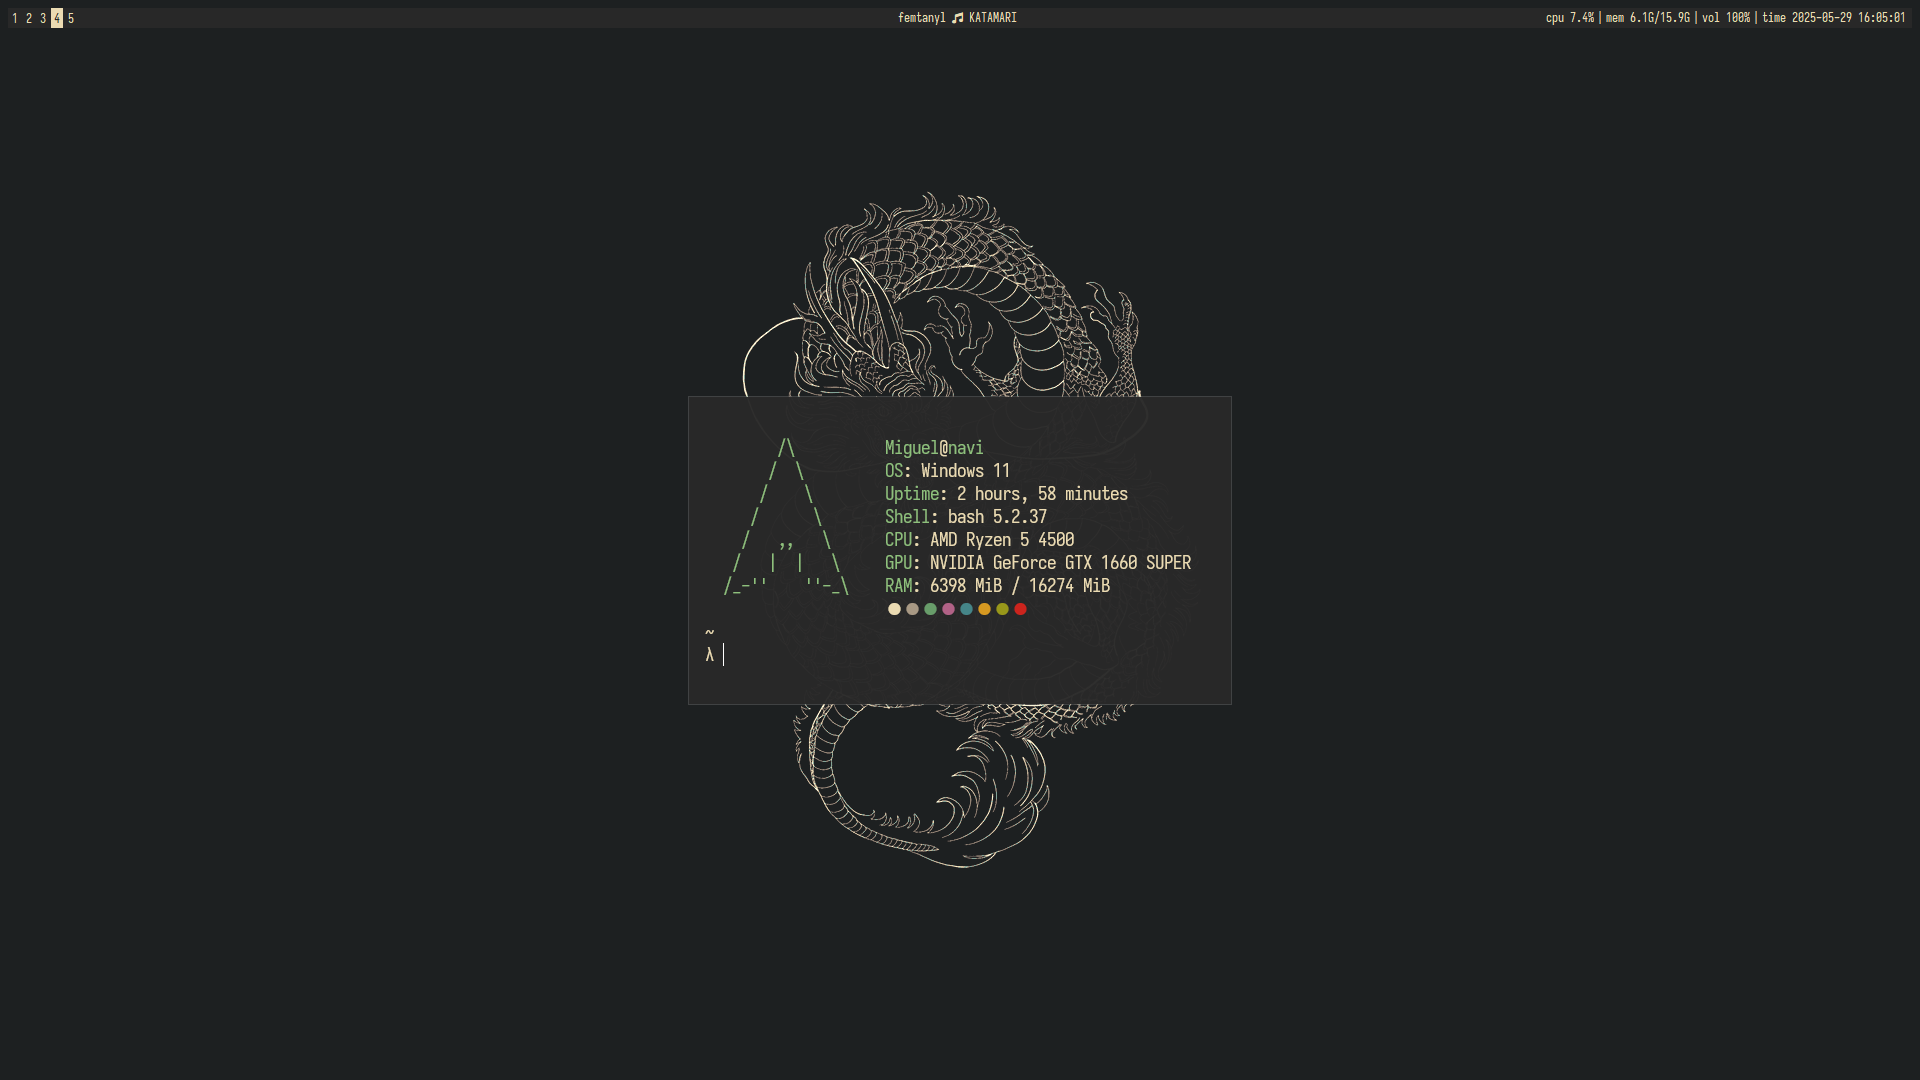 1 2 3 4 5
femtanyl 🎵 KATAMARI
cpu 7.4% | mem 6.1G/15.9G | vol 100% | time 2025-05-29 16:05:01
Miguel@navi
OS: Windows 11
Uptime: 2 hours, 58 minutes
Shell: bash 5.2.37
CPU: AMD Ryzen 5 4500
GPU: NVIDIA GeForce GTX 1660 SUPER
RAM: 6398 MiB / 16274 MiB
~
λ